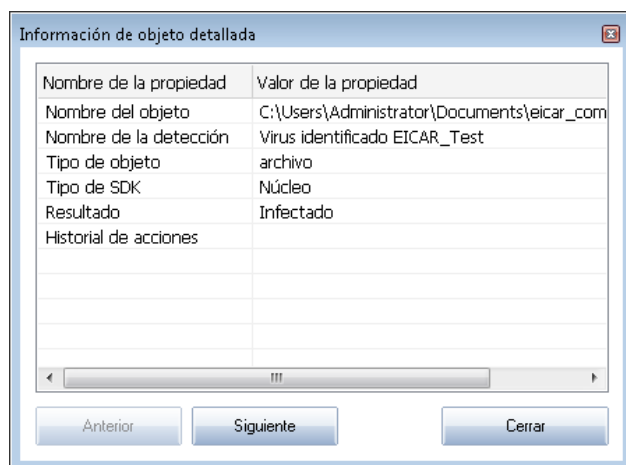 Información de objeto detallada
Nombre de la propiedad Valor de la propiedad
Nombre del objeto C:\Users\Administrator\Documents\eicar_com
Nombre de la detección Virus identificado EICAR_Test
Tipo de objeto archivo
Tipo de SDK Núcleo
Resultado Infectado
Historial de acciones
Anterior Siguiente Cerrar